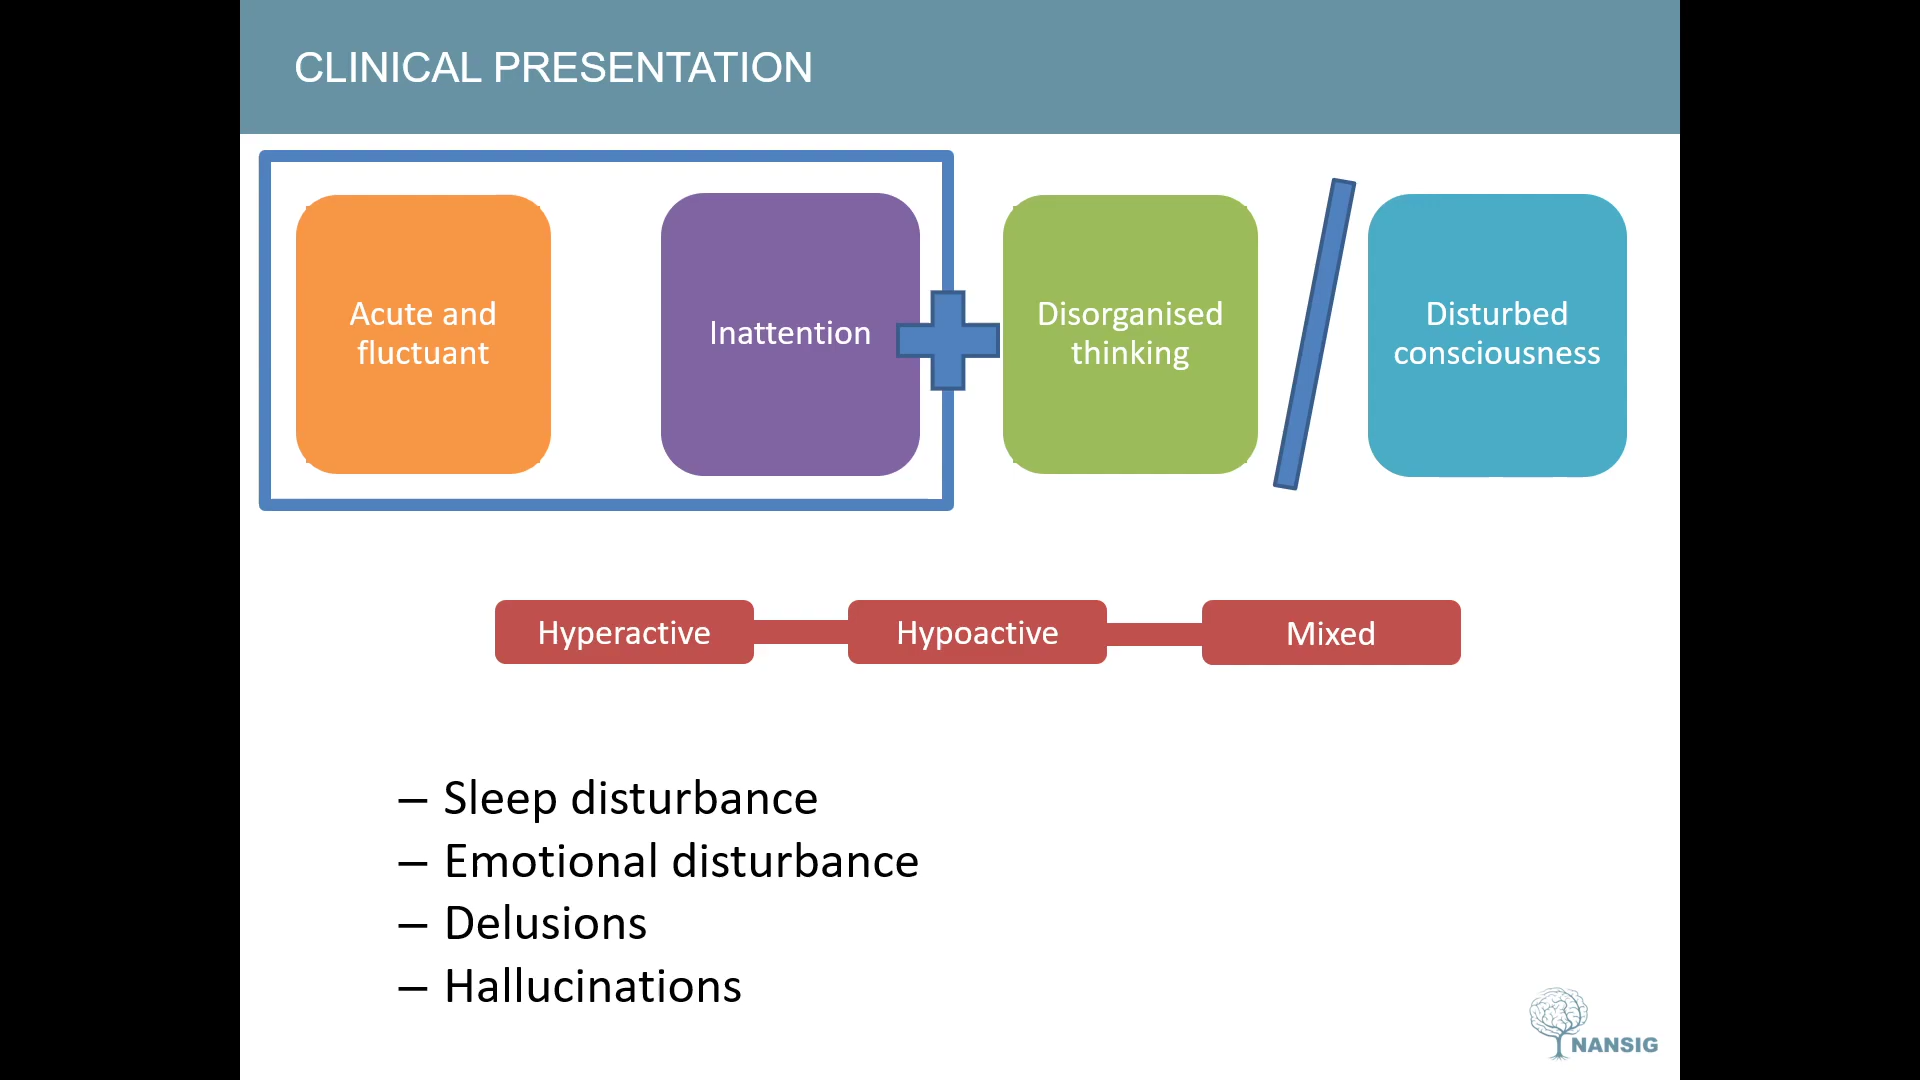 CLINICAL PRESENTATION
Acute and
fluctuant
Inattention
Disorganised
thinking
Disturbed
consciousness
Hyperactive
Hypoactive
Mixed
– Sleep disturbance
– Emotional disturbance
– Delusions
– Hallucinations
NANSIG